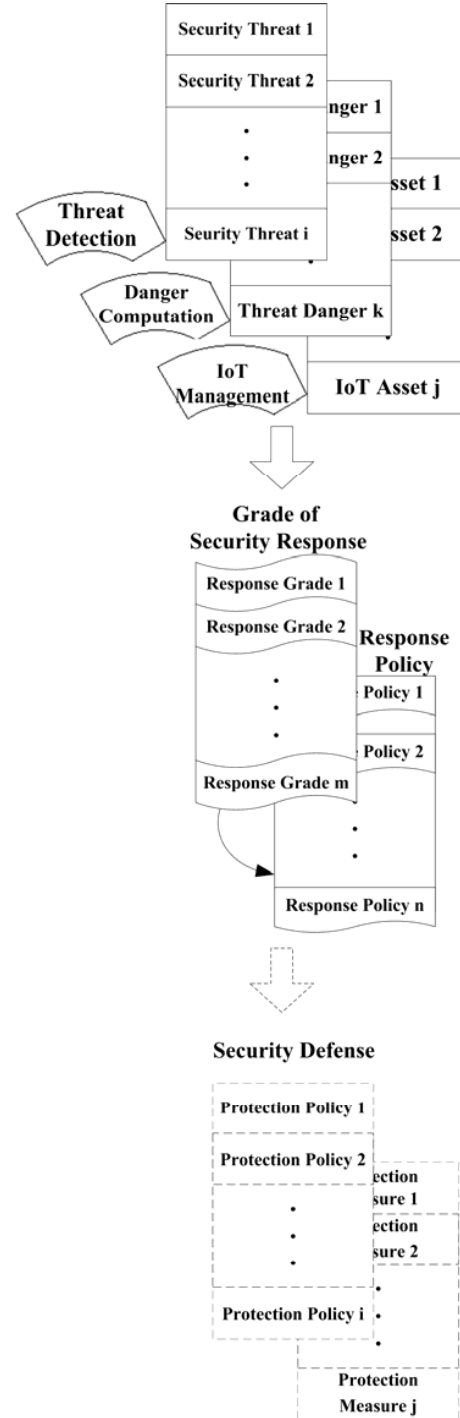 Security Threat 1
Security Threat 2
Seurity Threat i
Threat
Detection
nger 1
nger 2
Threat Danger k
Danger
Computation
sset 1
sset 2
IoT Asset j
IoT
Management
Grade of
Security Response
Response Grade 1
Response Grade 2
Response Grade m
Response
Policy
Policy 1
Policy 2
Response Policy n
Security Defense
Protection Policy 1
Protection Policy 2
Protection Policy i
ection
sure 1
ection
sure 2
Protection
Measure j